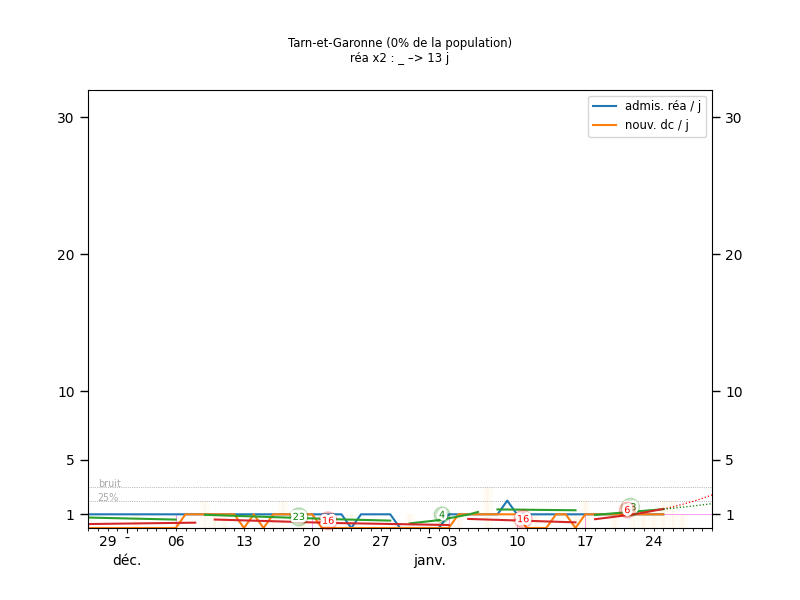 Tarn-et-Garonne (0% de la population)
réa x2 : _ –> 13 j
admis. réa / j
nouv. dc / j
30 30
20 20
10 10
5 5
bruit
25%
1 1
23 16 4 16 6
29 - 06 13 20 27 - 03 10 17 24
déc. janv.